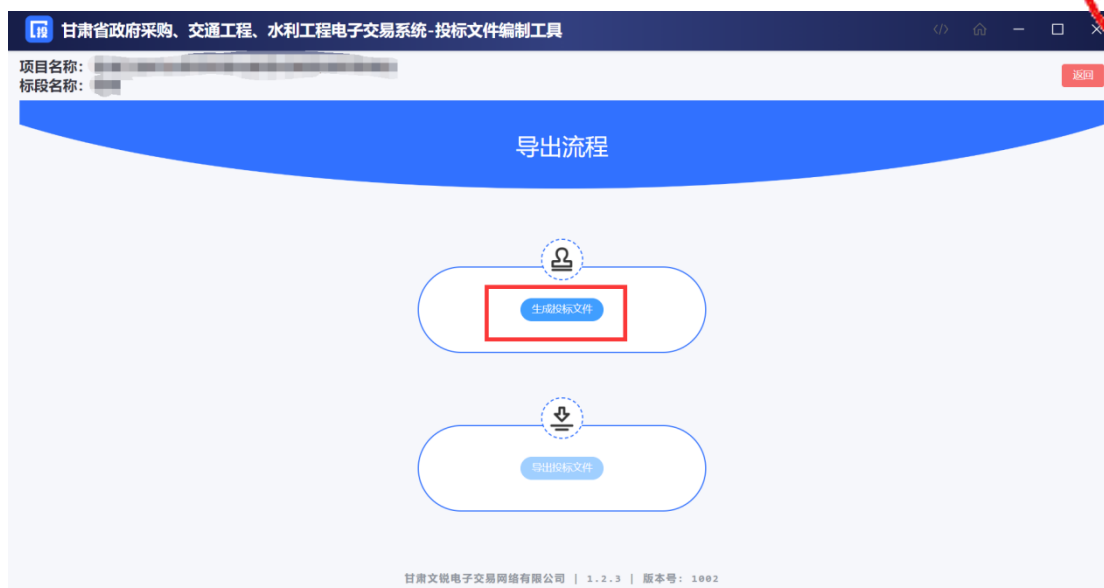 甘肃省政府采购、交通工程、水利工程电子交易系统-投标文件编制工具
项目名称：
标段名称：
返回
导出流程
生成投标文件
导出投标文件
甘肃文锐电子交易网络有限公司 | 1.2.3 | 版本号: 1002